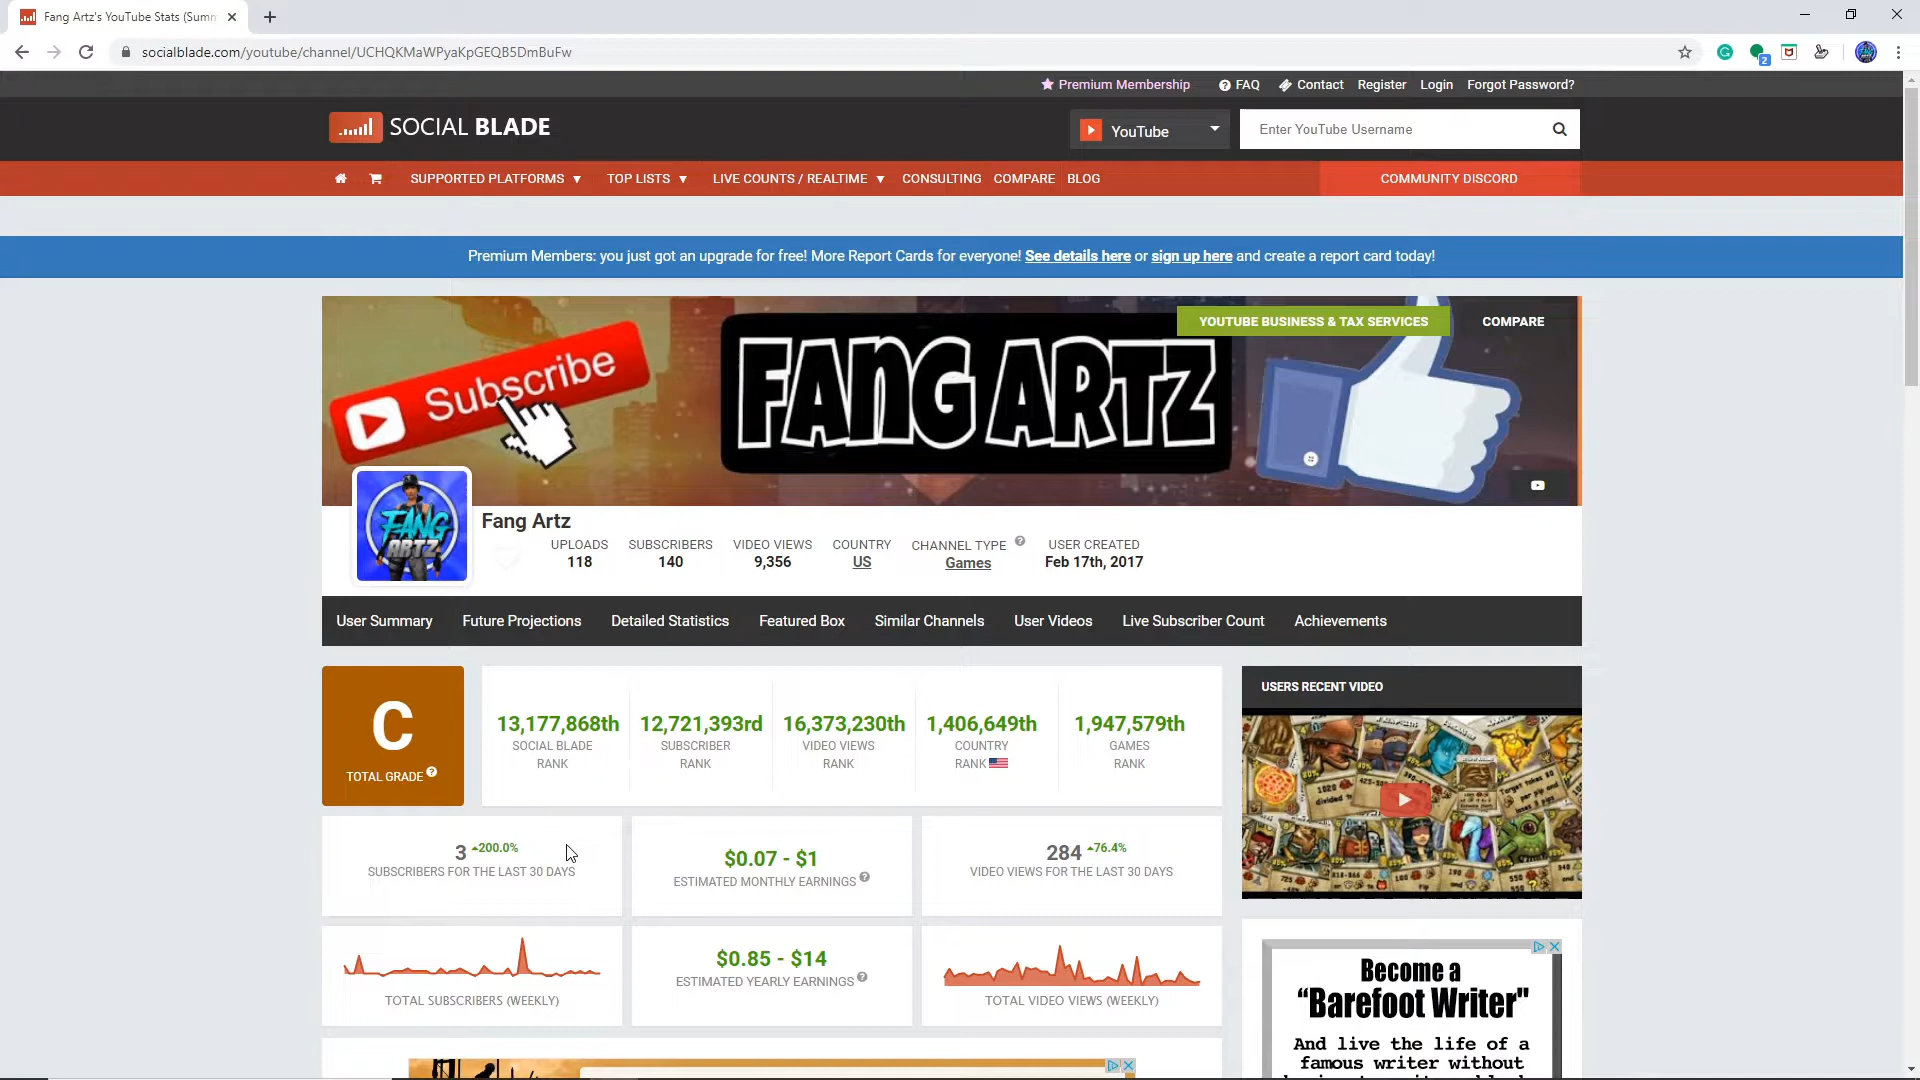 Fang Artz's YouTube Stats (Summ
socialblade.com/youtube/channel/UCHQKMaWPyaKpGEQB5DmBuFw
2
Premium Membership FAQ Contact Register Login Forgot Password?
SOCIAL BLADE
YouTube
Enter YouTube Username
SUPPORTED PLATFORMS TOP LISTS LIVE COUNTS / REALTIME CONSULTING COMPARE BLOG COMMUNITY DISCORD
Premium Members: you just got an upgrade for free! More Report Cards for everyone! See details here or sign up here and create a report card today!
YOUTUBE BUSINESS & TAX SERVICES COMPARE
Subscribe
FANG ARTZ
FANG
ARTZ
Fang Artz
UPLOADS SUBSCRIBERS VIDEO VIEWS COUNTRY CHANNEL TYPE USER CREATED
118 140 9,356 US Games Feb 17th, 2017
User Summary Future Projections Detailed Statistics Featured Box Similar Channels User Videos Live Subscriber Count Achievements
C
TOTAL GRADE
13,177,868th 12,721,393rd 16,373,230th 1,406,649th 1,947,579th
SOCIAL BLADE SUBSCRIBER VIDEO VIEWS COUNTRY GAMES
RANK RANK RANK RANK RANK
USERS RECENT VIDEO
3 200.0%
SUBSCRIBERS FOR THE LAST 30 DAYS
$0.07 - $1
ESTIMATED MONTHLY EARNINGS
284 76.4%
VIDEO VIEWS FOR THE LAST 30 DAYS
TOTAL SUBSCRIBERS (WEEKLY)
$0.85 - $14
ESTIMATED YEARLY EARNINGS
TOTAL VIDEO VIEWS (WEEKLY)
Become a
"Barefoot Writer"
And live the life of a
famous writer without